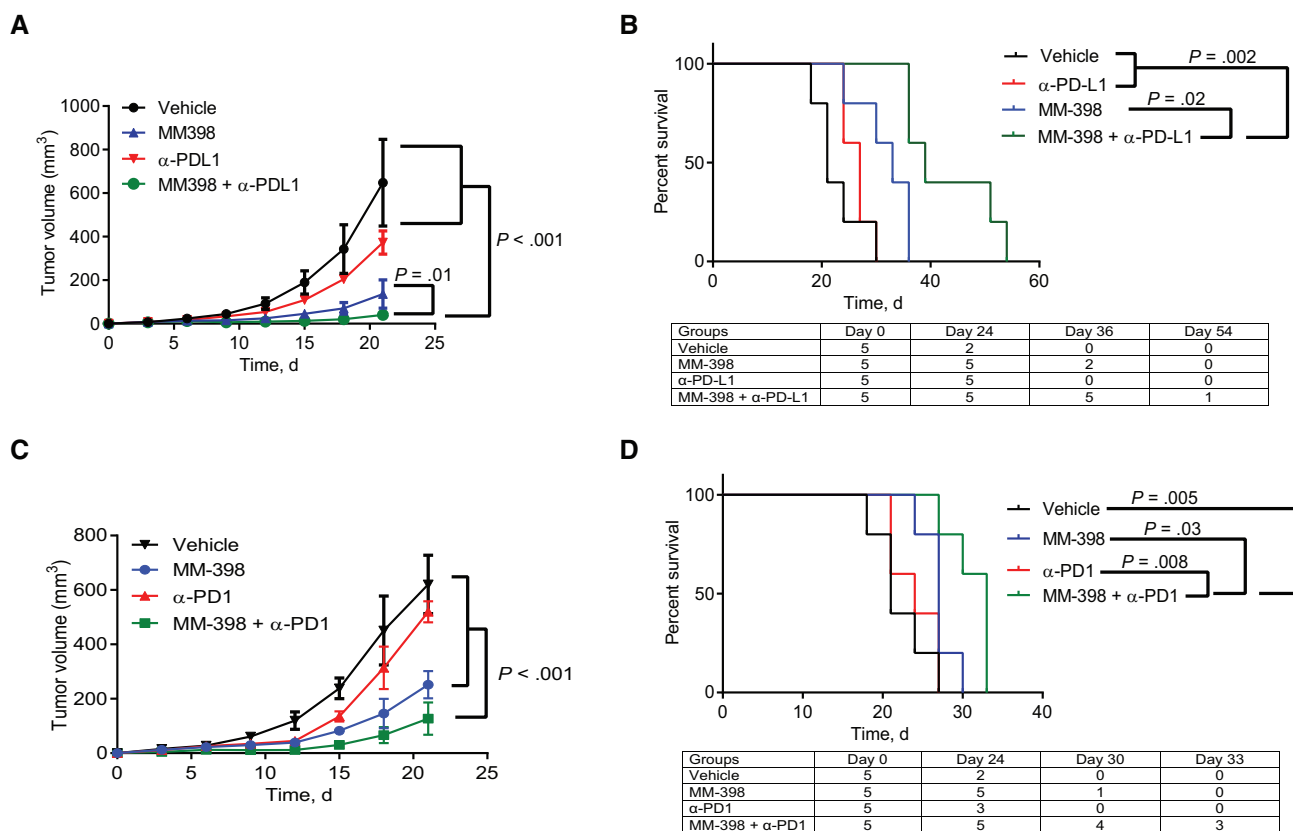 A
Tumor volume (mm³)
1000
800
600
400
200
0
Vehicle
MM398
α-PDL1
MM398 + α-PDL1
P < .001
P = .01
0 5 10 15 20 25
Time, d
B
Percent survival
100
50
0
Vehicle
α-PD-L1
MM-398
MM-398 + α-PD-L1
P = .002
P = .02
0 20 40 60
Time, d
Groups Day 0 Day 24 Day 36 Day 54
Vehicle 5 2 0 0
MM-398 5 5 2 0
α-PD-L1 5 5 0 0
MM-398 + α-PD-L1 5 5 5 1
C
Tumor volume (mm³)
800
600
400
200
0
Vehicle
MM-398
α-PD1
MM-398 + α-PD1
P < .001
0 5 10 15 20 25
Time, d
D
Percent survival
100
50
0
Vehicle
MM-398
α-PD1
MM-398 + α-PD1
P = .005
P = .03
P = .008
0 20 30 40
Time, d
Groups Day 0 Day 24 Day 30 Day 33
Vehicle 5 2 0 0
MM-398 5 5 1 0
α-PD1 5 3 0 0
MM-398 + α-PD1 5 5 4 3